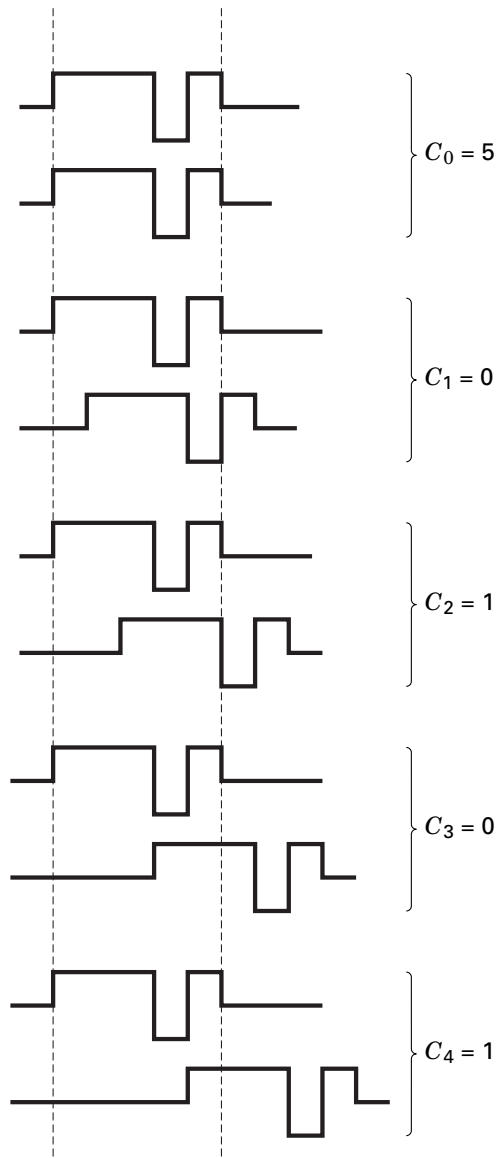 C₀ = 5
C₁ = 0
C₂ = 1
C₃ = 0
C₄ = 1